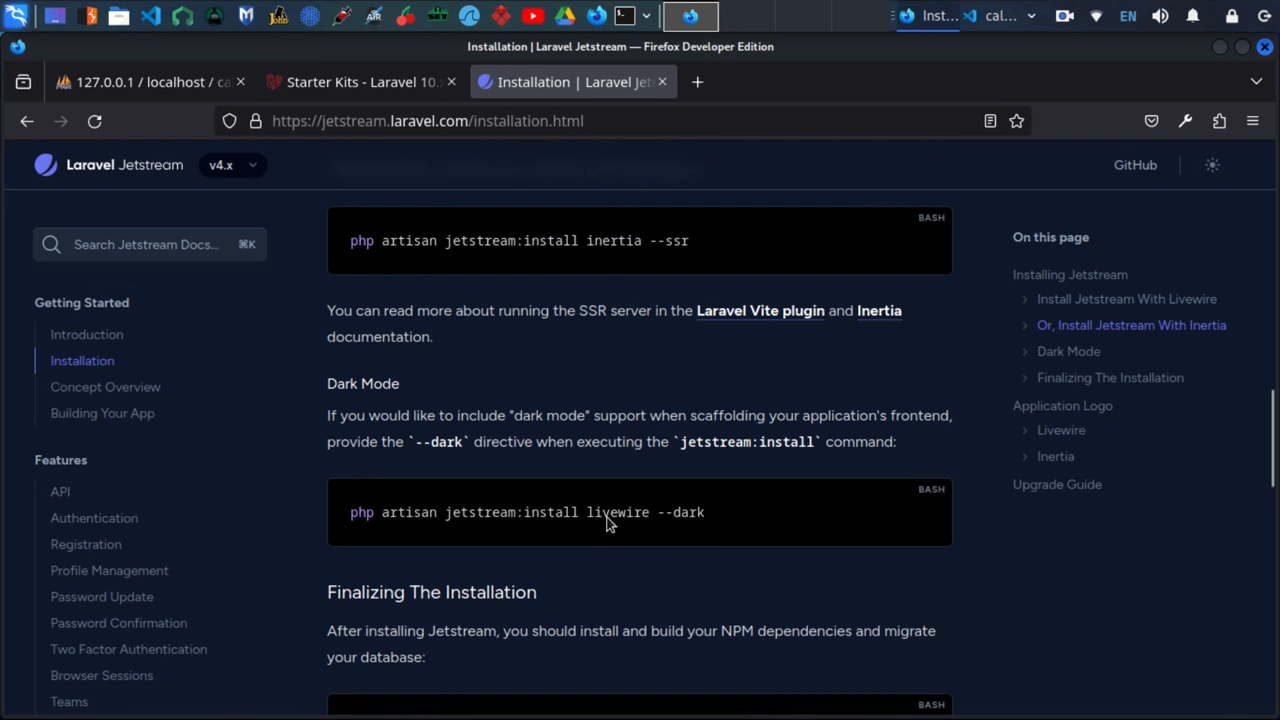 EN
Inst...
cal...
Installation | Laravel Jetstream — Firefox Developer Edition
127.0.0.1 / localhost / ca
Starter Kits - Laravel 10.
Installation | Laravel Jet
https://jetstream.laravel.com/installation.html
Laravel Jetstream
v4.x
GitHub
Search Jetstream Docs...
⌘K
Getting Started
Introduction
Installation
Concept Overview
Building Your App
Features
API
Authentication
Registration
Profile Management
Password Update
Password Confirmation
Two Factor Authentication
Browser Sessions
Teams
BASH
php artisan jetstream:install inertia --ssr
You can read more about running the SSR server in the Laravel Vite plugin and Inertia
documentation.
Dark Mode
If you would like to include "dark mode" support when scaffolding your application's frontend,
provide the `--dark` directive when executing the `jetstream:install` command:
BASH
php artisan jetstream:install livewire --dark
Finalizing The Installation
After installing Jetstream, you should install and build your NPM dependencies and migrate
your database:
On this page
Installing Jetstream
Install Jetstream With Livewire
Or, Install Jetstream With Inertia
Dark Mode
Finalizing The Installation
Application Logo
Livewire
Inertia
Upgrade Guide